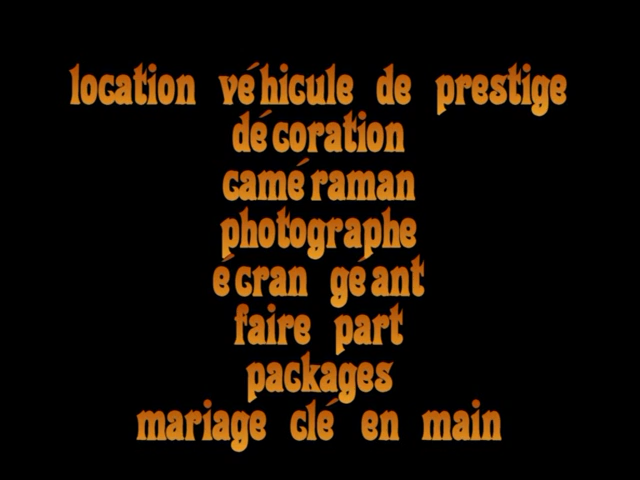 location véhicule de prestige
décoration
caméraman
photographe
écran géant
faire part
packages
mariage clé en main